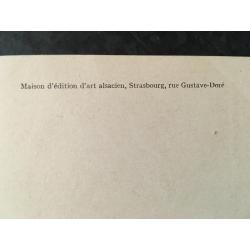 Maison d'édition d'art alsacien, Strasbourg, rue Gustave-Doré